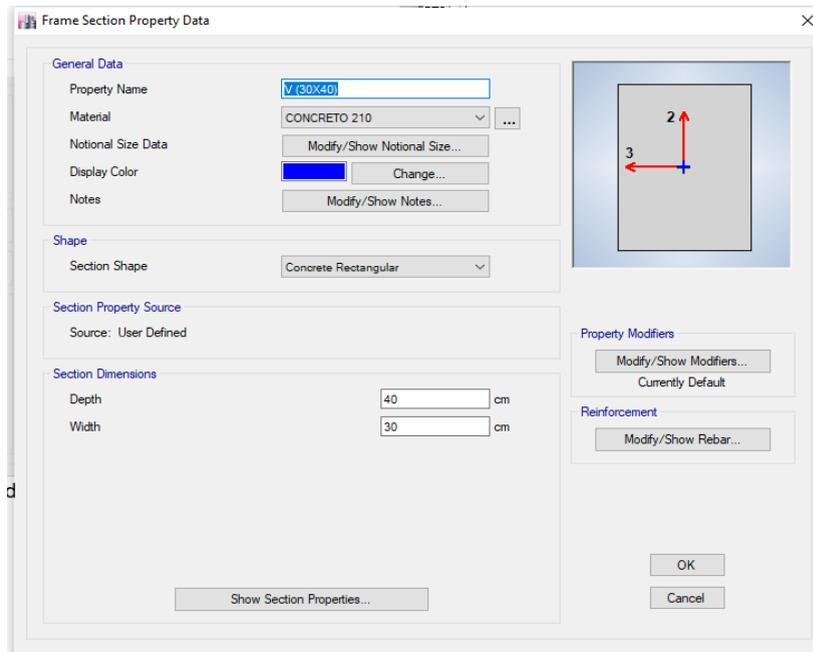 Frame Section Property Data
General Data
Property Name V (30X40)
Material CONCRETO 210 ...
Notional Size Data Modify/Show Notional Size...
Display Color Change...
Notes Modify/Show Notes...
2
3
Shape
Section Shape Concrete Rectangular
Section Property Source
Source: User Defined
Property Modifiers
Modify/Show Modifiers...
Currently Default
Section Dimensions
Depth 40 cm
Width 30 cm
Reinforcement
Modify/Show Rebar...
d
OK
Cancel
Show Section Properties...